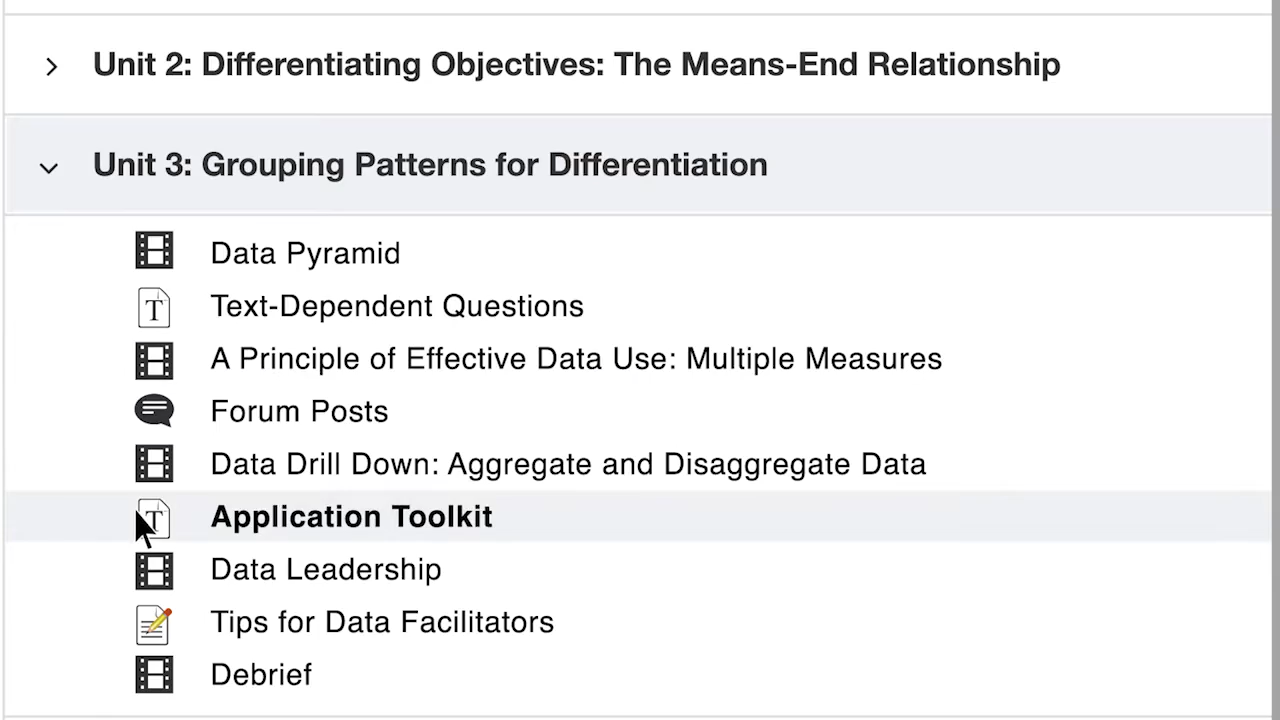 Unit 2: Differentiating Objectives: The Means-End Relationship
Unit 3: Grouping Patterns for Differentiation
Data Pyramid
T Text-Dependent Questions
A Principle of Effective Data Use: Multiple Measures
Forum Posts
Data Drill Down: Aggregate and Disaggregate Data
T Application Toolkit
Data Leadership
Tips for Data Facilitators
Debrief